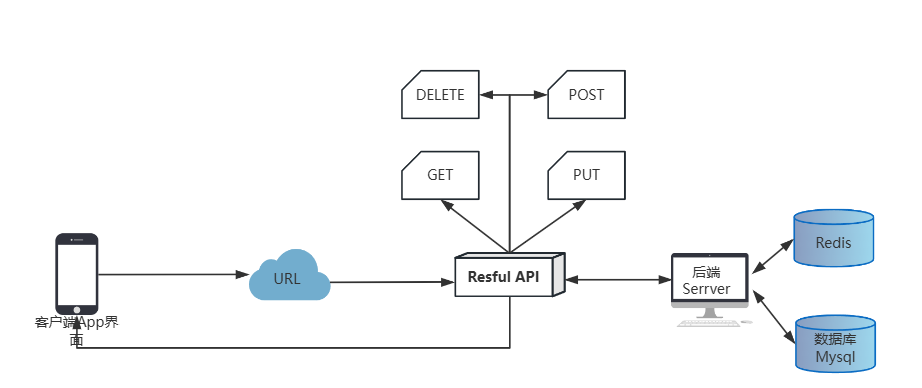 DELETE
POST
GET
PUT
Redis
URL
Resful API
后端
Serrver
客户端App界
面
数据库
Mysql